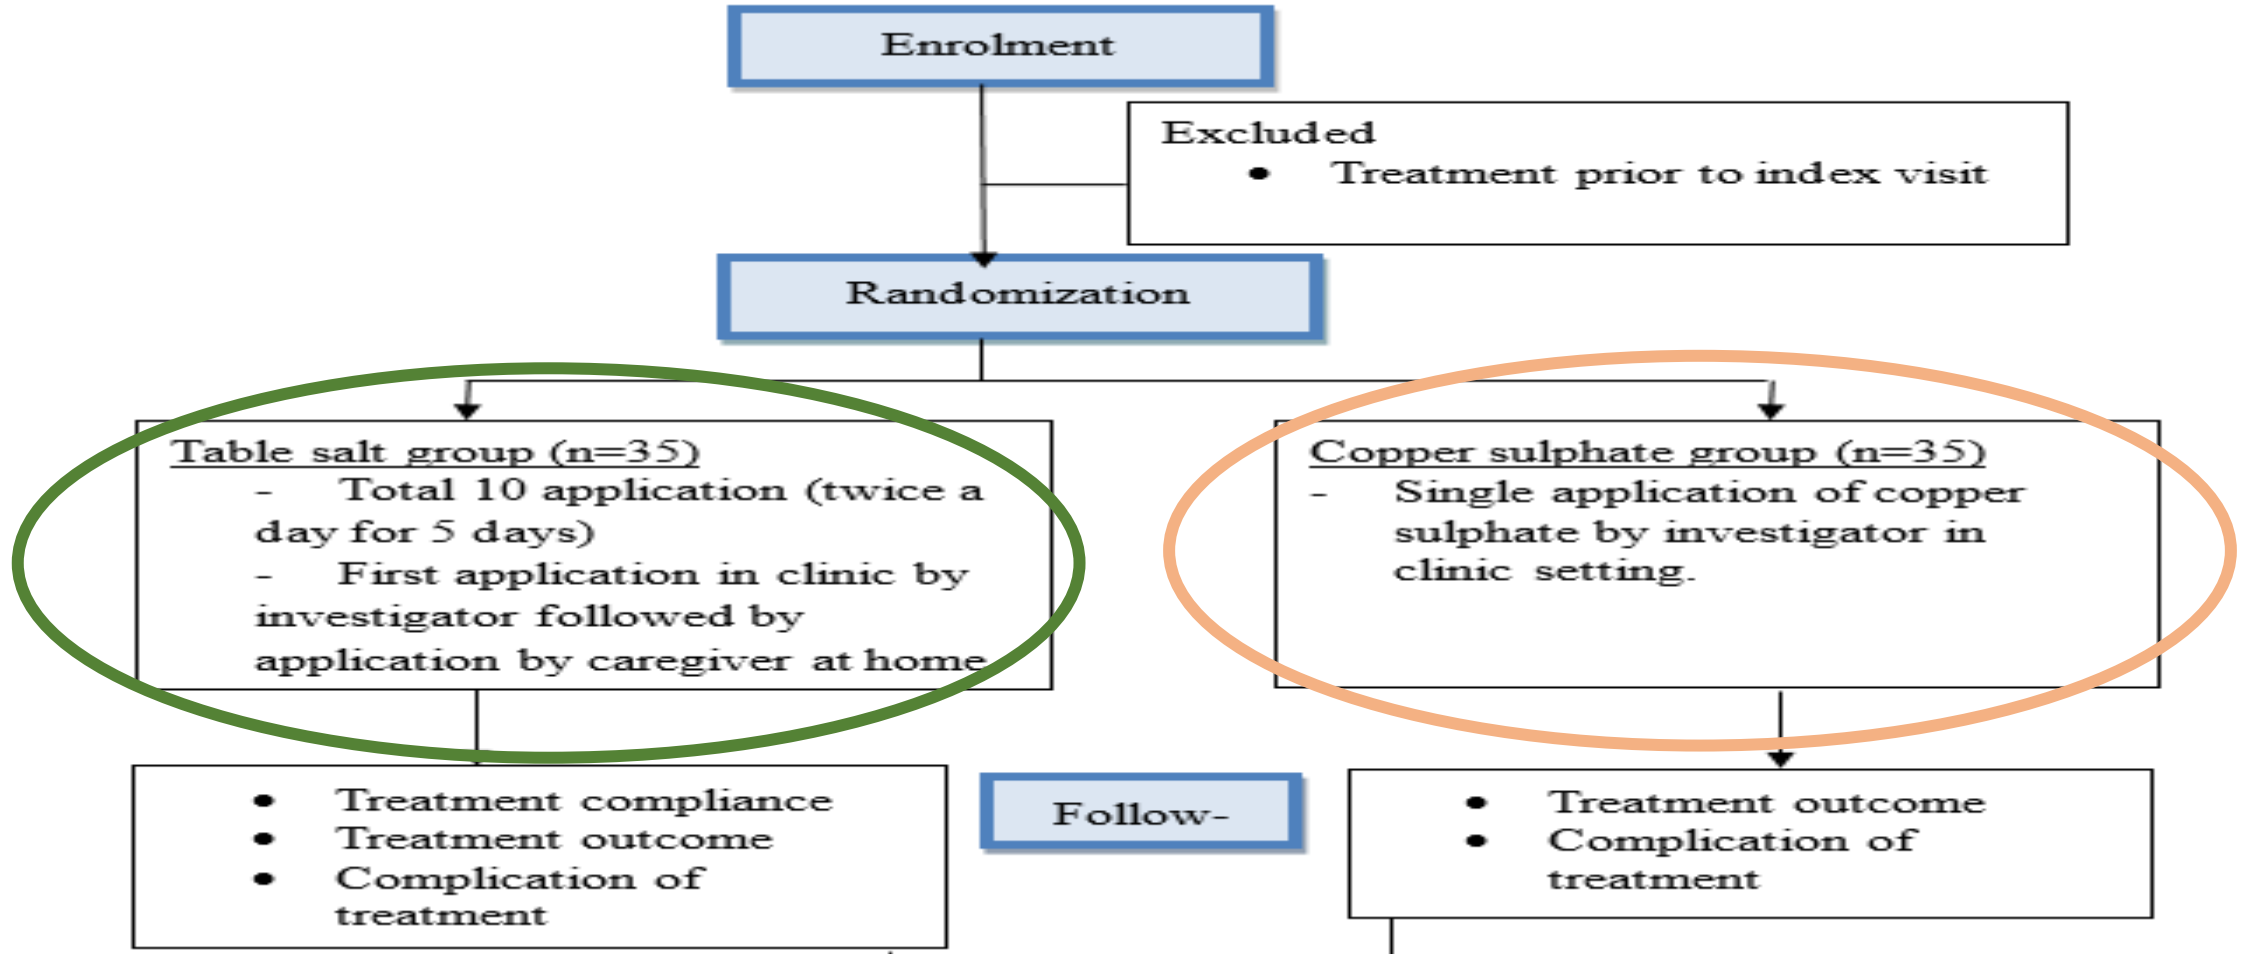 Enrolment
Excluded
• Treatment prior to index visit
Randomization
Table salt group (n=35)
- Total 10 application (twice a
day for 5 days)
- First application in clinic by
investigator followed by
application by caregiver at home
Copper sulphate group (n=35)
- Single application of copper
sulphate by investigator in
clinic setting.
• Treatment compliance
• Treatment outcome
• Complication of
treatment
Follow-
• Treatment outcome
• Complication of
treatment